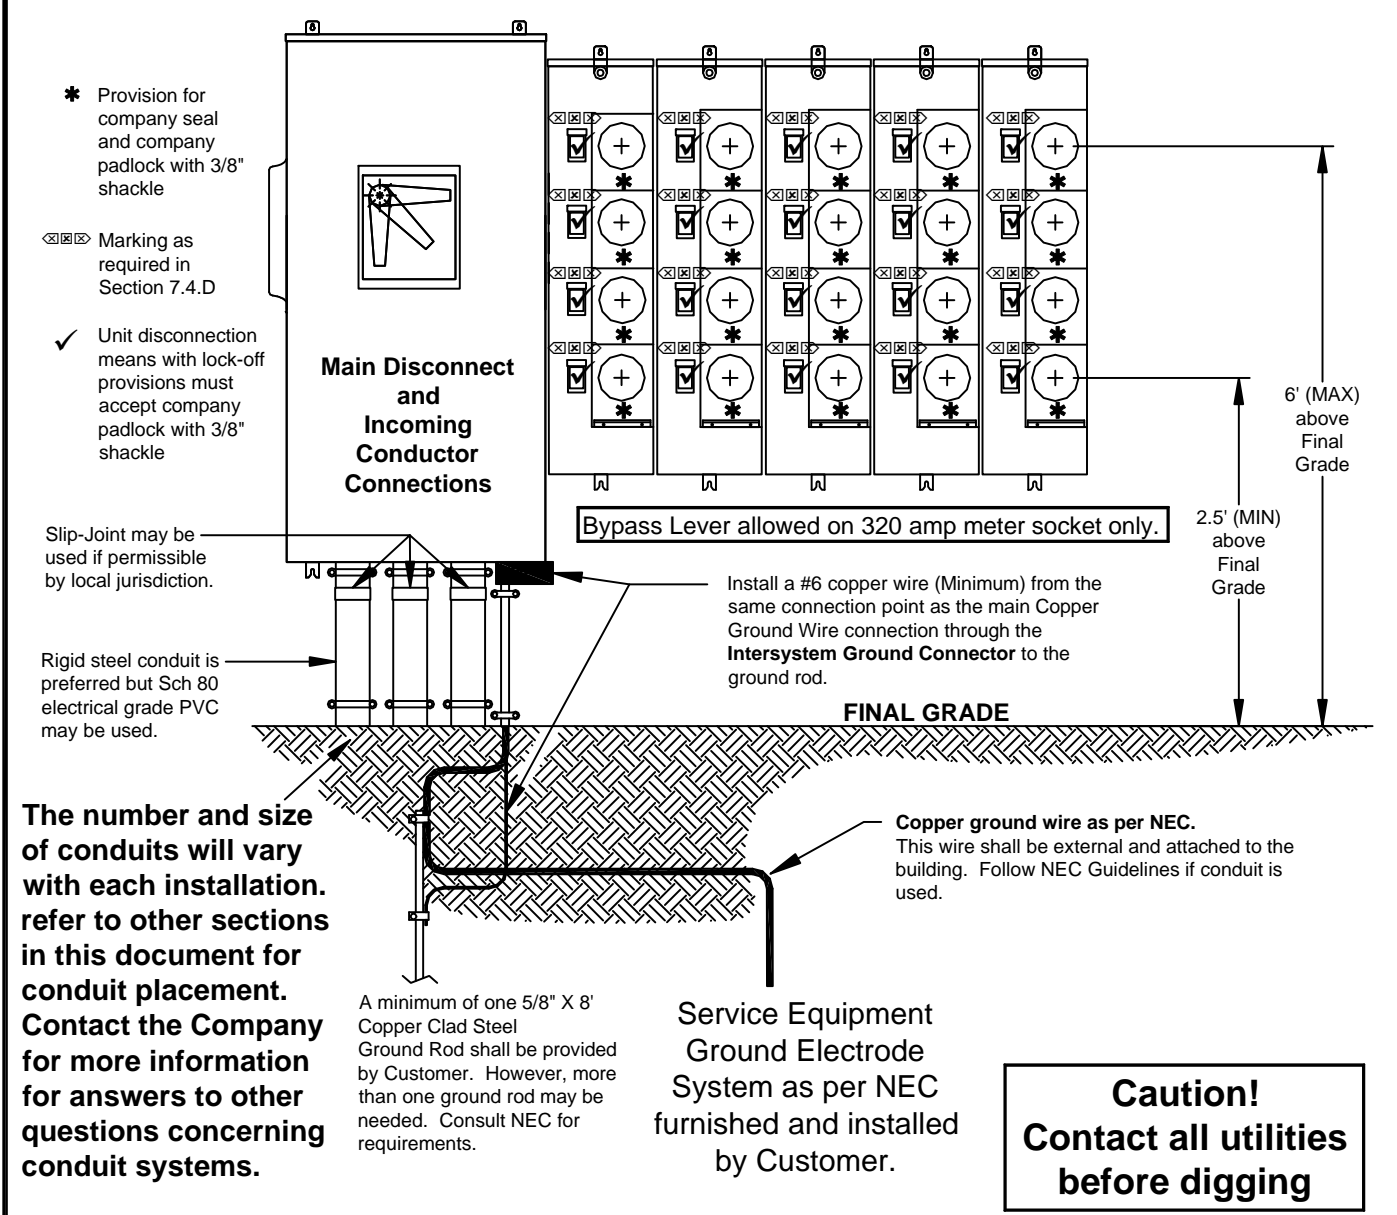 Provision for
company seal
and company
padlock with 3/8"
shackle
Marking as
required in
Section 7.4.D
Unit disconnection
means with lock-off
provisions must
accept company
padlock with 3/8"
shackle
Main Disconnect
and
Incoming
Conductor
Connections
6' (MAX)
above
Final
Grade
2.5' (MIN)
above
Final
Grade
Bypass Lever allowed on 320 amp meter socket only.
Slip-Joint may be
used if permissible
by local jurisdiction.
Install a #6 copper wire (Minimum) from the
same connection point as the main Copper
Ground Wire connection through the
Intersystem Ground Connector to the
ground rod.
Rigid steel conduit is
preferred but Sch 80
electrical grade PVC
may be used.
FINAL GRADE
The number and size
of conduits will vary
with each installation.
refer to other sections
in this document for
conduit placement.
Contact the Company
for more information
for answers to other
questions concerning
conduit systems.
Copper ground wire as per NEC.
This wire shall be external and attached to the
building. Follow NEC Guidelines if conduit is
used.
A minimum of one 5/8" X 8'
Copper Clad Steel
Ground Rod shall be provided
by Customer. However, more
than one ground rod may be
needed. Consult NEC for
requirements.
Service Equipment
Ground Electrode
System as per NEC
furnished and installed
by Customer.
Caution!
Contact all utilities
before digging